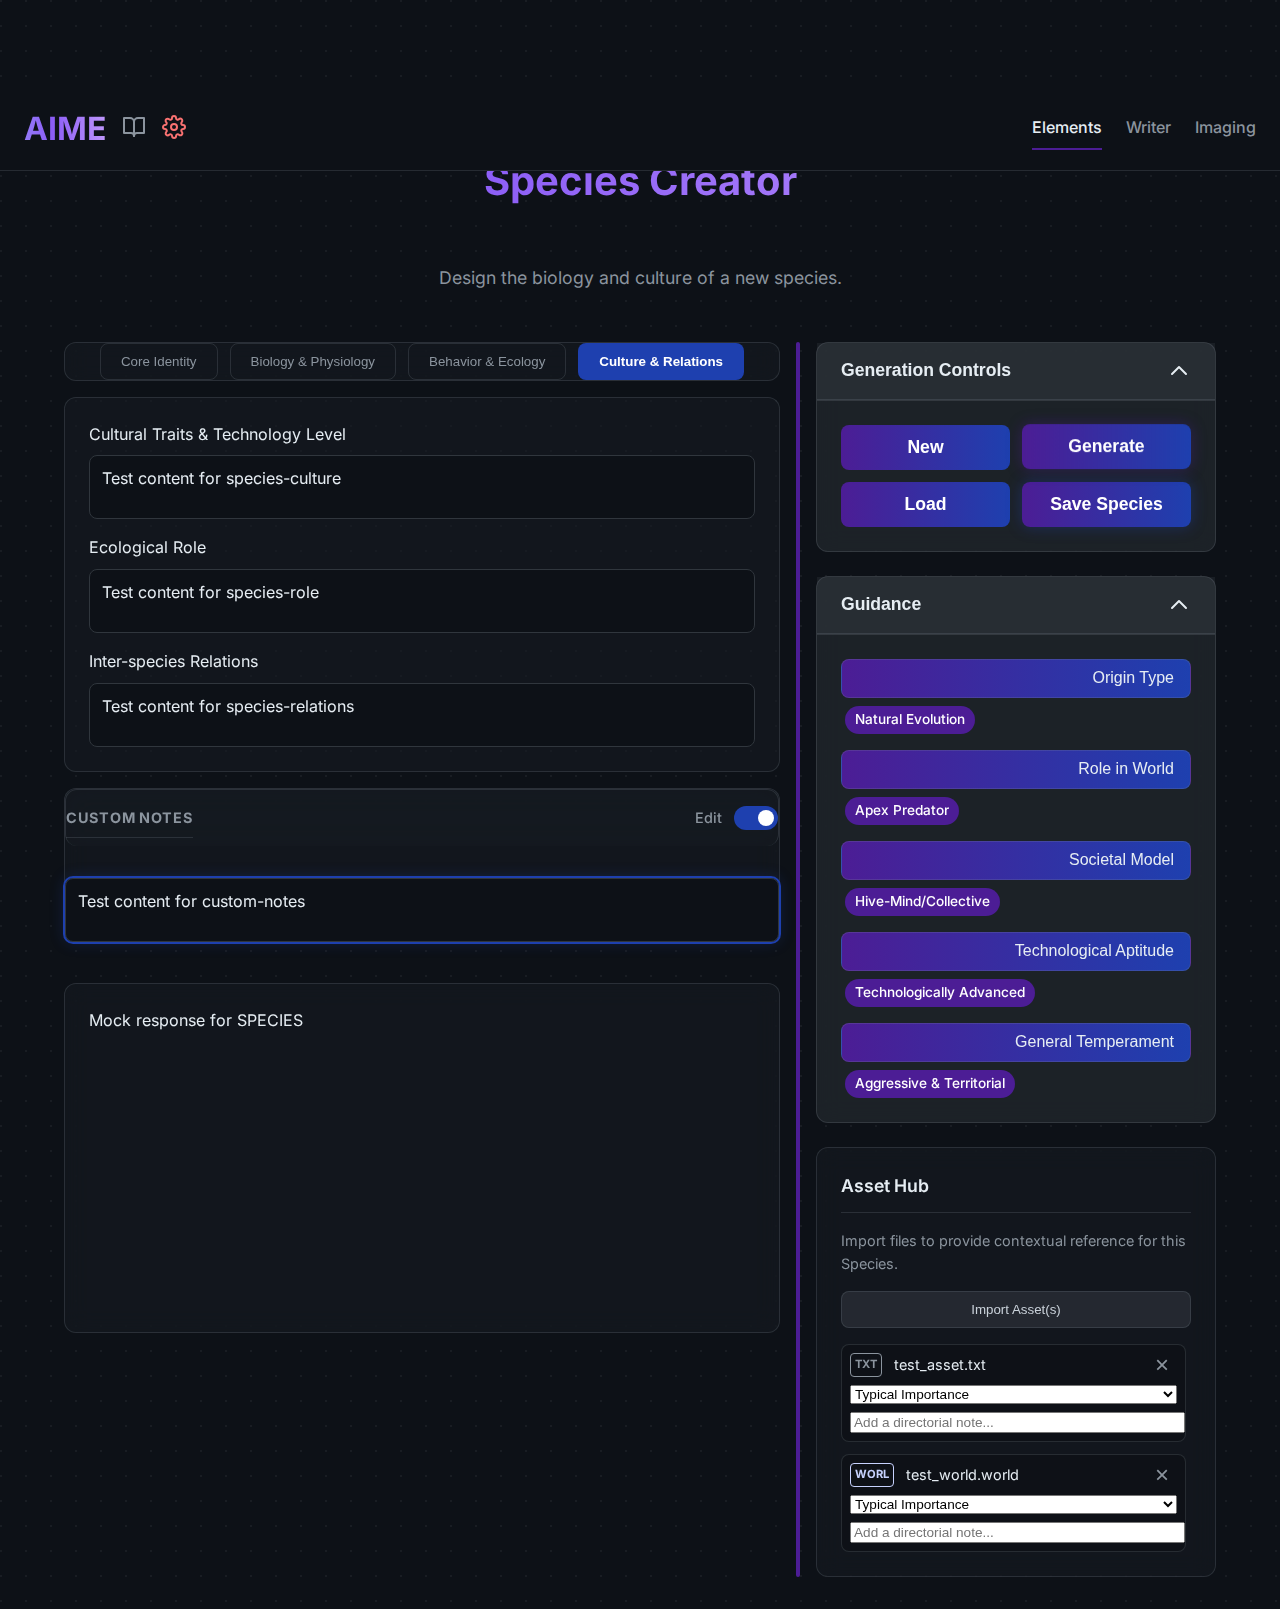 AIME
Elements
Writer
Imaging
Species Creator
Design the biology and culture of a new species.
Core Identity
Biology & Physiology
Behavior & Ecology
Culture & Relations
Cultural Traits & Technology Level
Test content for species-culture
Ecological Role
Test content for species-role
Inter-species Relations
Test content for species-relations
CUSTOM NOTES
Edit
Test content for custom-notes
Mock response for SPECIES
Generation Controls
New
Generate
Load
Save Species
Guidance
Origin Type
Natural Evolution
Role in World
Apex Predator
Societal Model
Hive-Mind/Collective
Technological Aptitude
Technologically Advanced
General Temperament
Aggressive & Territorial
Asset Hub
Import files to provide contextual reference for this
Species.
Import Asset(s)
TXT
test_asset.txt
Typical Importance
Add a directorial note...
WORL
test_world.world
Typical Importance
Add a directorial note...